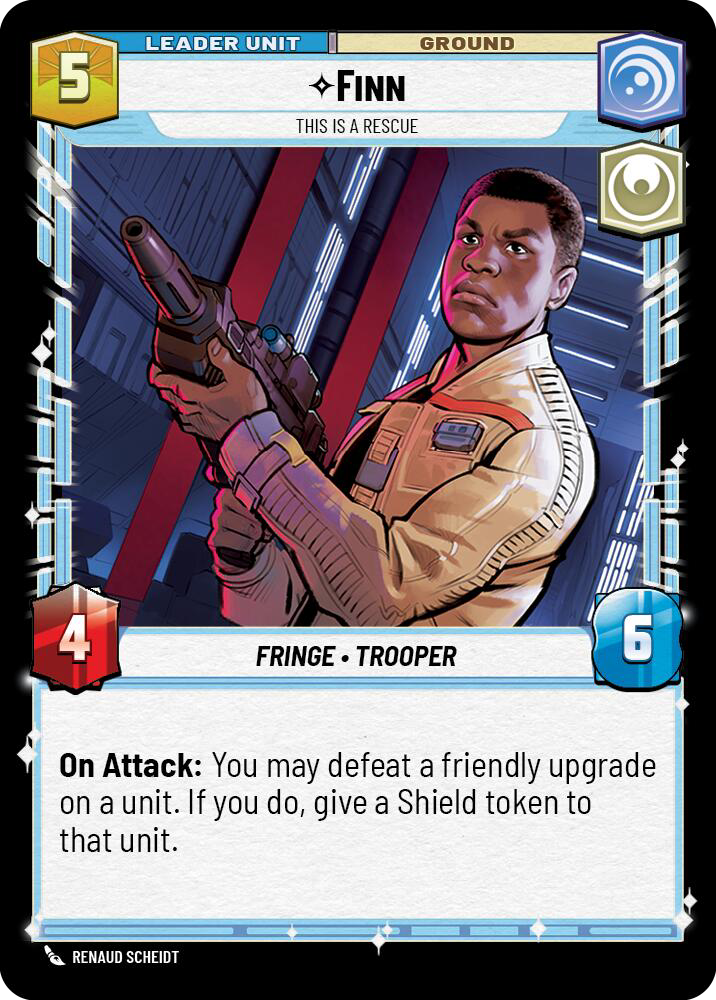 LEADER UNIT
GROUND
5
FINN
THIS IS A RESCUE
4
6
FRINGE • TROOPER
On Attack: You may defeat a friendly upgrade
on a unit. If you do, give a Shield token to
that unit.
RENAUD SCHEIDT